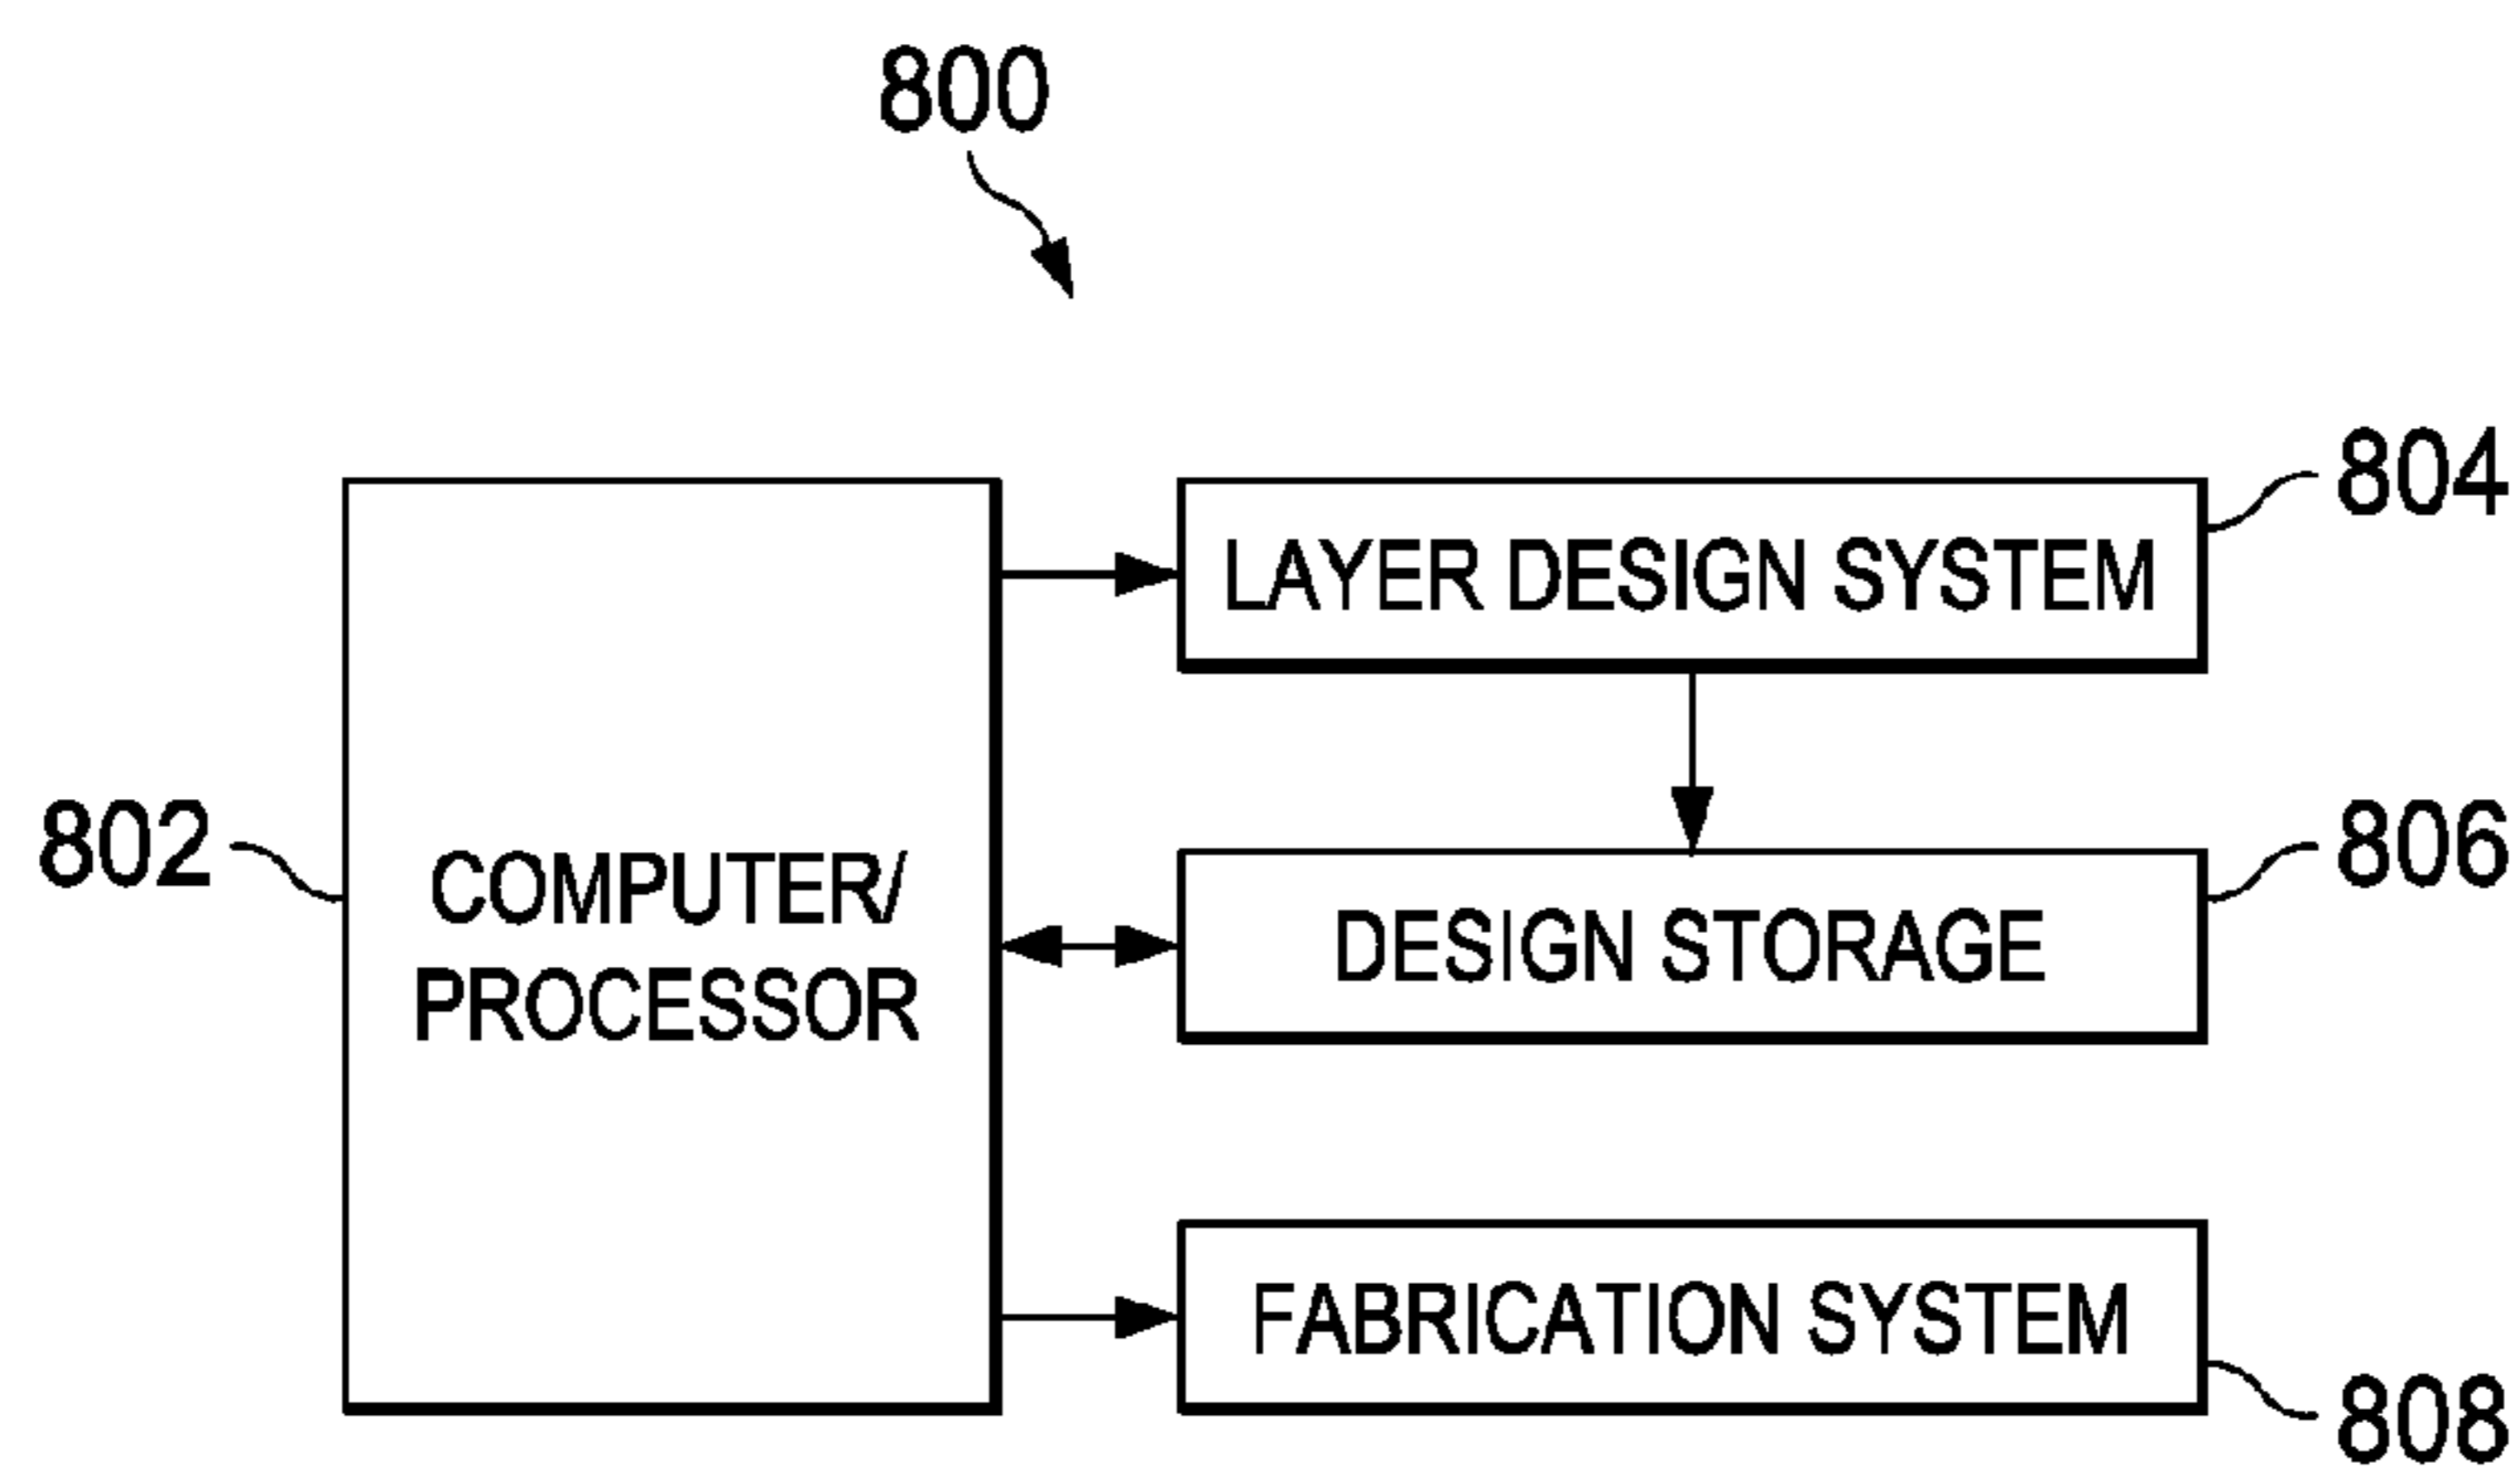 800
804
LAYER DESIGN SYSTEM
802
COMPUTER/
PROCESSOR
806
DESIGN STORAGE
FABRICATION SYSTEM
808